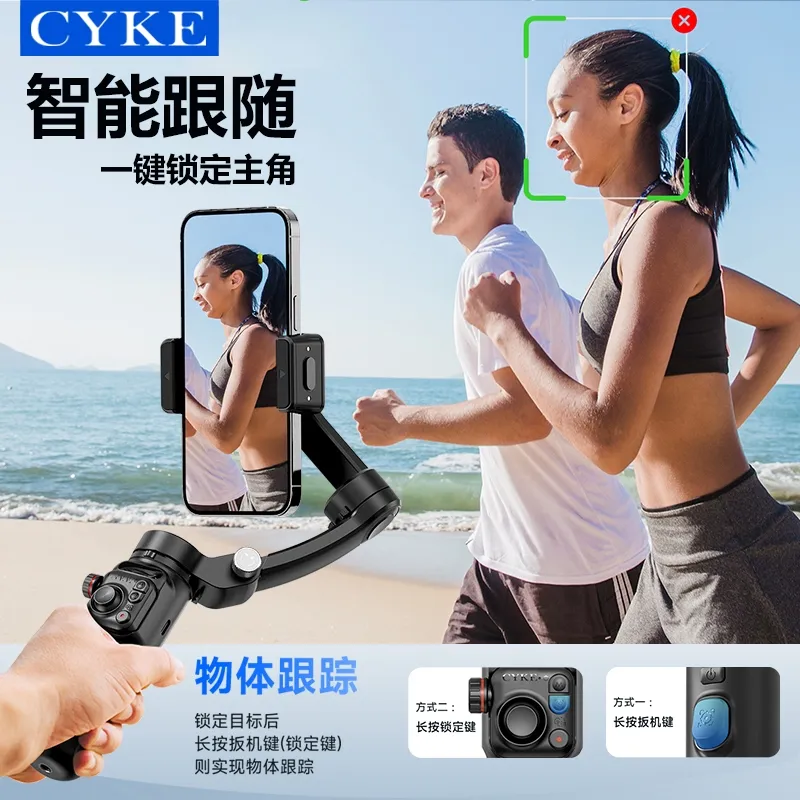 CYKE
智能跟随
一键锁定主角
CYKE
物体跟踪
锁定目标后
长按扳机键(锁定键)
则实现物体跟踪
CYKE
方式二：
长按锁定键
方式一：
长按扳机键